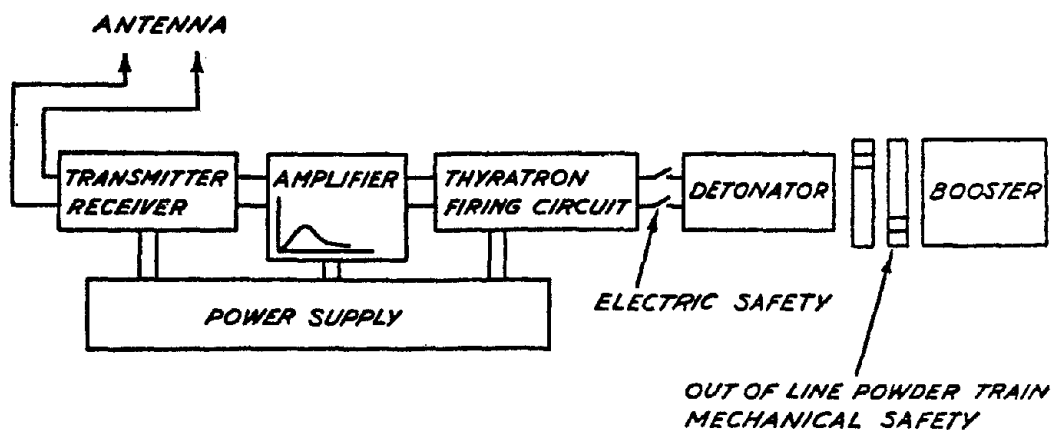 ANTENNA
TRANSMITTER
RECEIVER
AMPLIFIER
THYRATRON
FIRING CIRCUIT
DETONATOR
BOOSTER
POWER SUPPLY
ELECTRIC SAFETY
OUT OF LINE POWDER TRAIN
MECHANICAL SAFETY